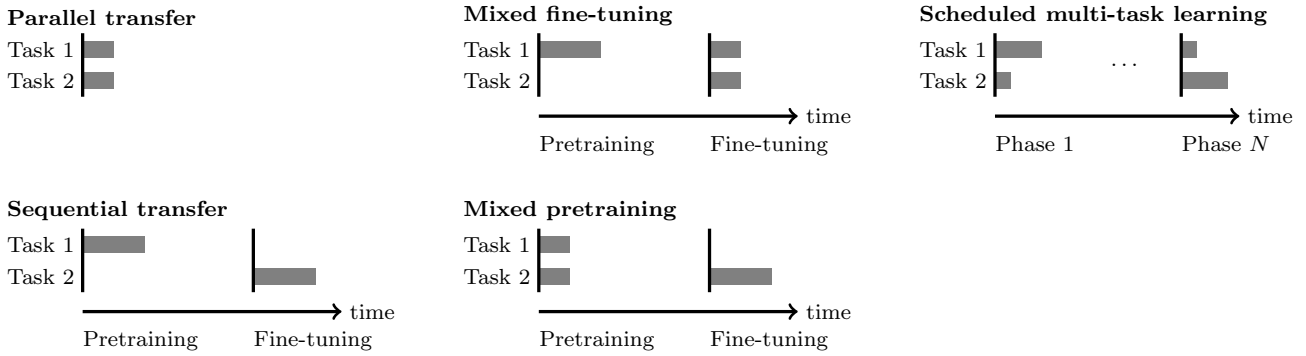 Parallel transfer
Task 1
Task 2
Mixed fine-tuning
Task 1
Task 2
time
Pretraining Fine-tuning
Scheduled multi-task learning
Task 1
Task 2
...
time
Phase 1 Phase N
Sequential transfer
Task 1
Task 2
time
Pretraining Fine-tuning
Mixed pretraining
Task 1
Task 2
time
Pretraining Fine-tuning